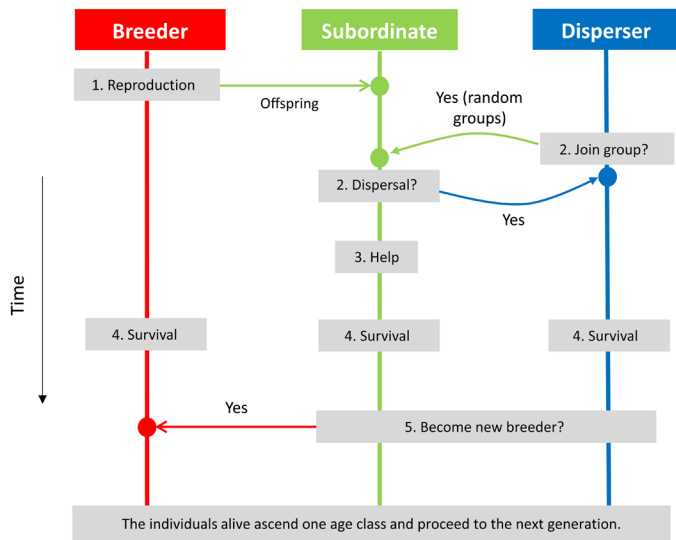 Breeder
Subordinate
Disperser
1. Reproduction
Offspring
Yes (random
groups)
2. Join group?
2. Dispersal?
Yes
3. Help
Time
4. Survival
4. Survival
4. Survival
Yes
5. Become new breeder?
The individuals alive ascend one age class and proceed to the next generation.